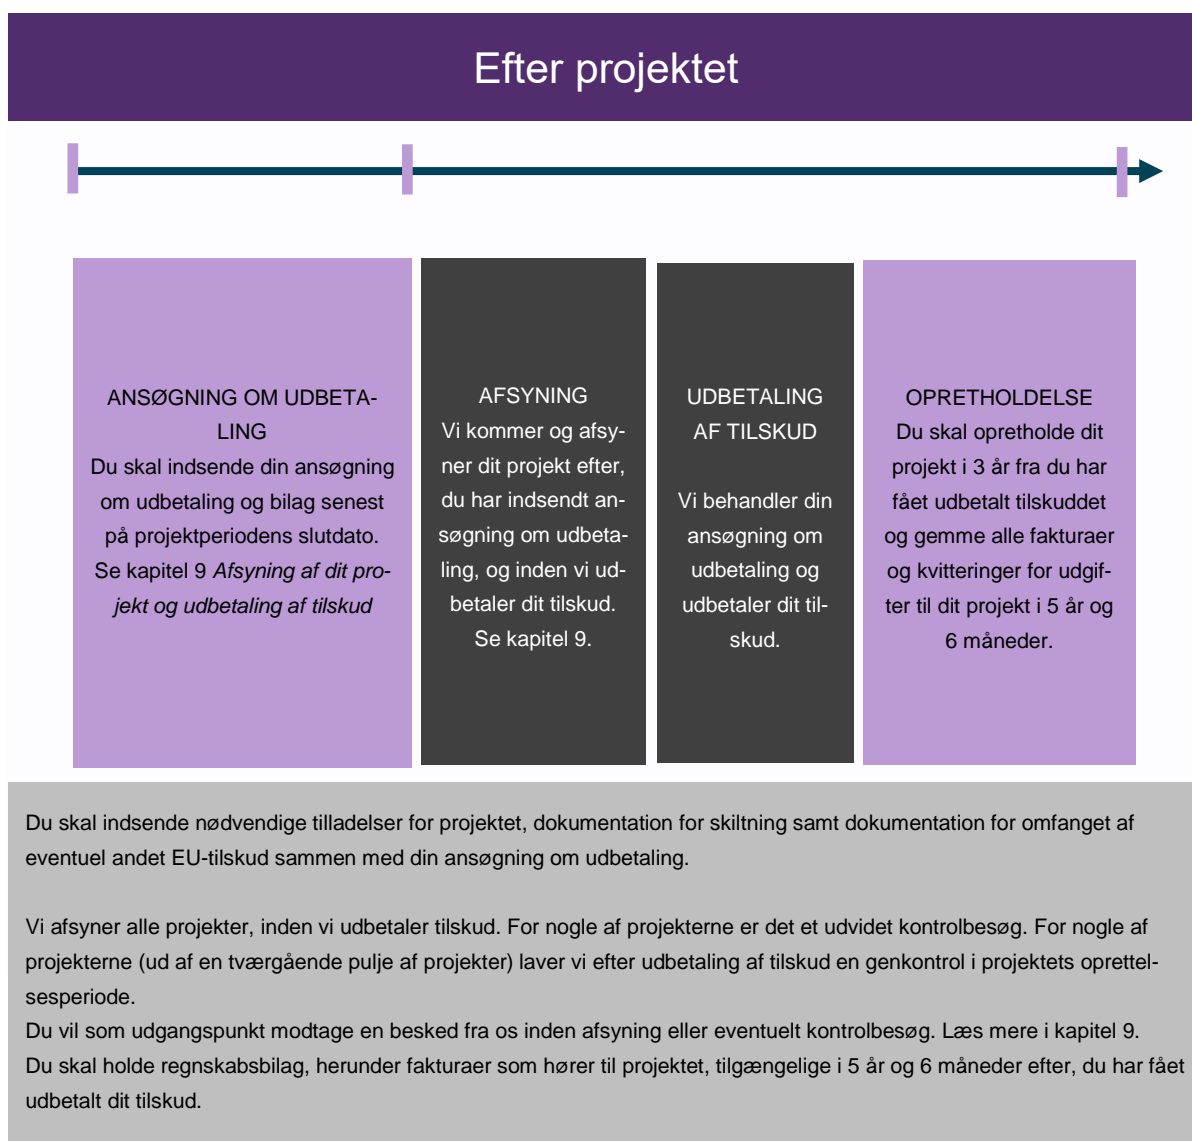 Efter projektet
ANSØGNING OM UDBETA-
LING
Du skal indsende din ansøgning
om udbetaling og bilag senest
på projektperiodens slutdato.
Se kapitel 9 Afsyning af dit pro-
jekt og udbetaling af tilskud
AFSYNING
Vi kommer og afsy-
ner dit projekt efter,
du har indsendt an-
søgning om udbeta-
ling, og inden vi ud-
betaler dit tilskud.
Se kapitel 9.
UDBETALING
AF TILSKUD
Vi behandler din
ansøgning om
udbetaling og
udbetaler dit til-
skud.
OPRETHOLDELSE
Du skal opretholde dit
projekt i 3 år fra du har
fået udbetalt tilskuddet
og gemme alle fakturaer
og kvitteringer for udgif-
ter til dit projekt i 5 år og
6 måneder.
Du skal indsende nødvendige tilladelser for projektet, dokumentation for skiltning samt dokumentation for omfanget af
eventuel andet EU-tilskud sammen med din ansøgning om udbetaling.
Vi afsyner alle projekter, inden vi udbetaler tilskud. For nogle af projekterne er det et udvidet kontrolbesøg. For nogle af
projekterne (ud af en tværgående pulje af projekter) laver vi efter udbetaling af tilskud en genkontrol i projektets oprettel-
sesperiode.
Du vil som udgangspunkt modtage en besked fra os inden afsyning eller eventuelt kontrolbesøg. Læs mere i kapitel 9.
Du skal holde regnskabsbilag, herunder fakturaer som hører til projektet, tilgængelige i 5 år og 6 måneder efter, du har fået
udbetalt dit tilskud.